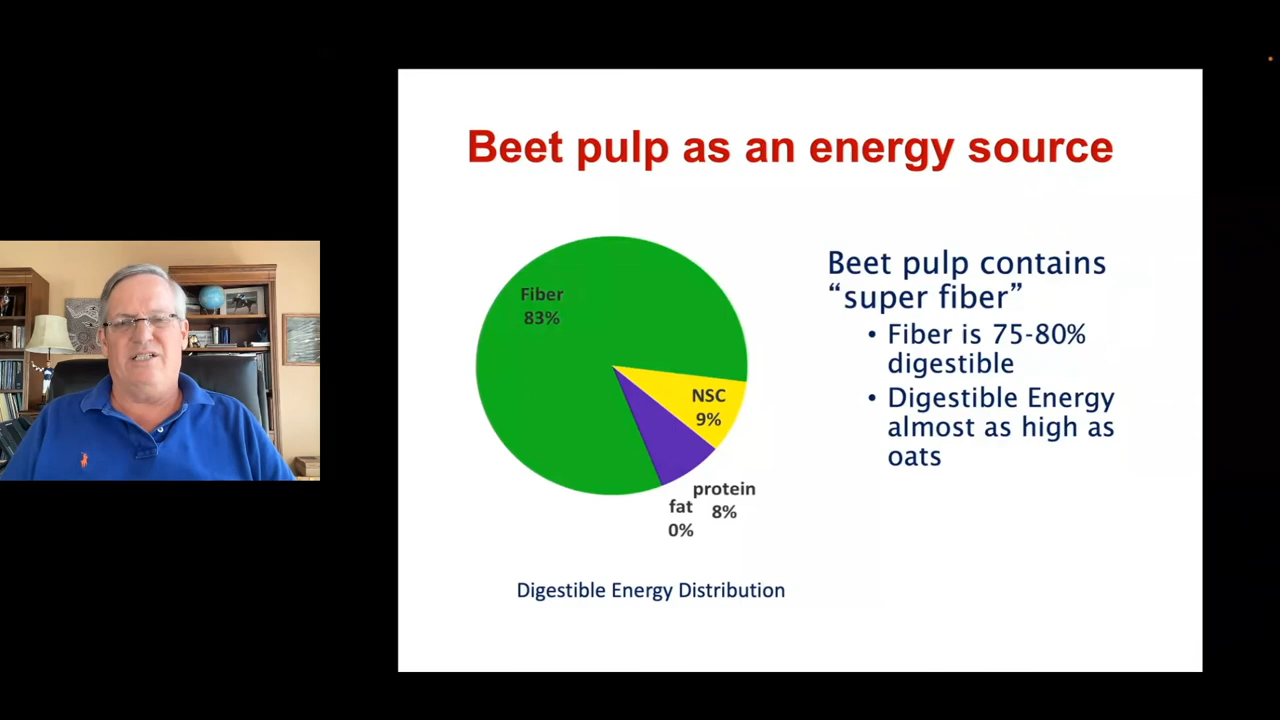 Beet pulp as an energy source
Fiber
83%
NSC
9%
protein
8%
fat
0%
Digestible Energy Distribution
Beet pulp contains
“super fiber”
• Fiber is 75-80%
digestible
• Digestible Energy
almost as high as
oats